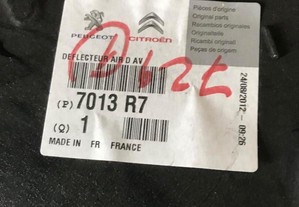 PEUGEOT CITROËN
Pièces d'origine
Original parts
Recambios originales
Originalteile
Ricambi originali
Peças de origem
DEFLECTEUR AIR D AV
(P) 7013 R7
(Q) 1
MADE IN FR FRANCE
24/08/2012 - 09:26